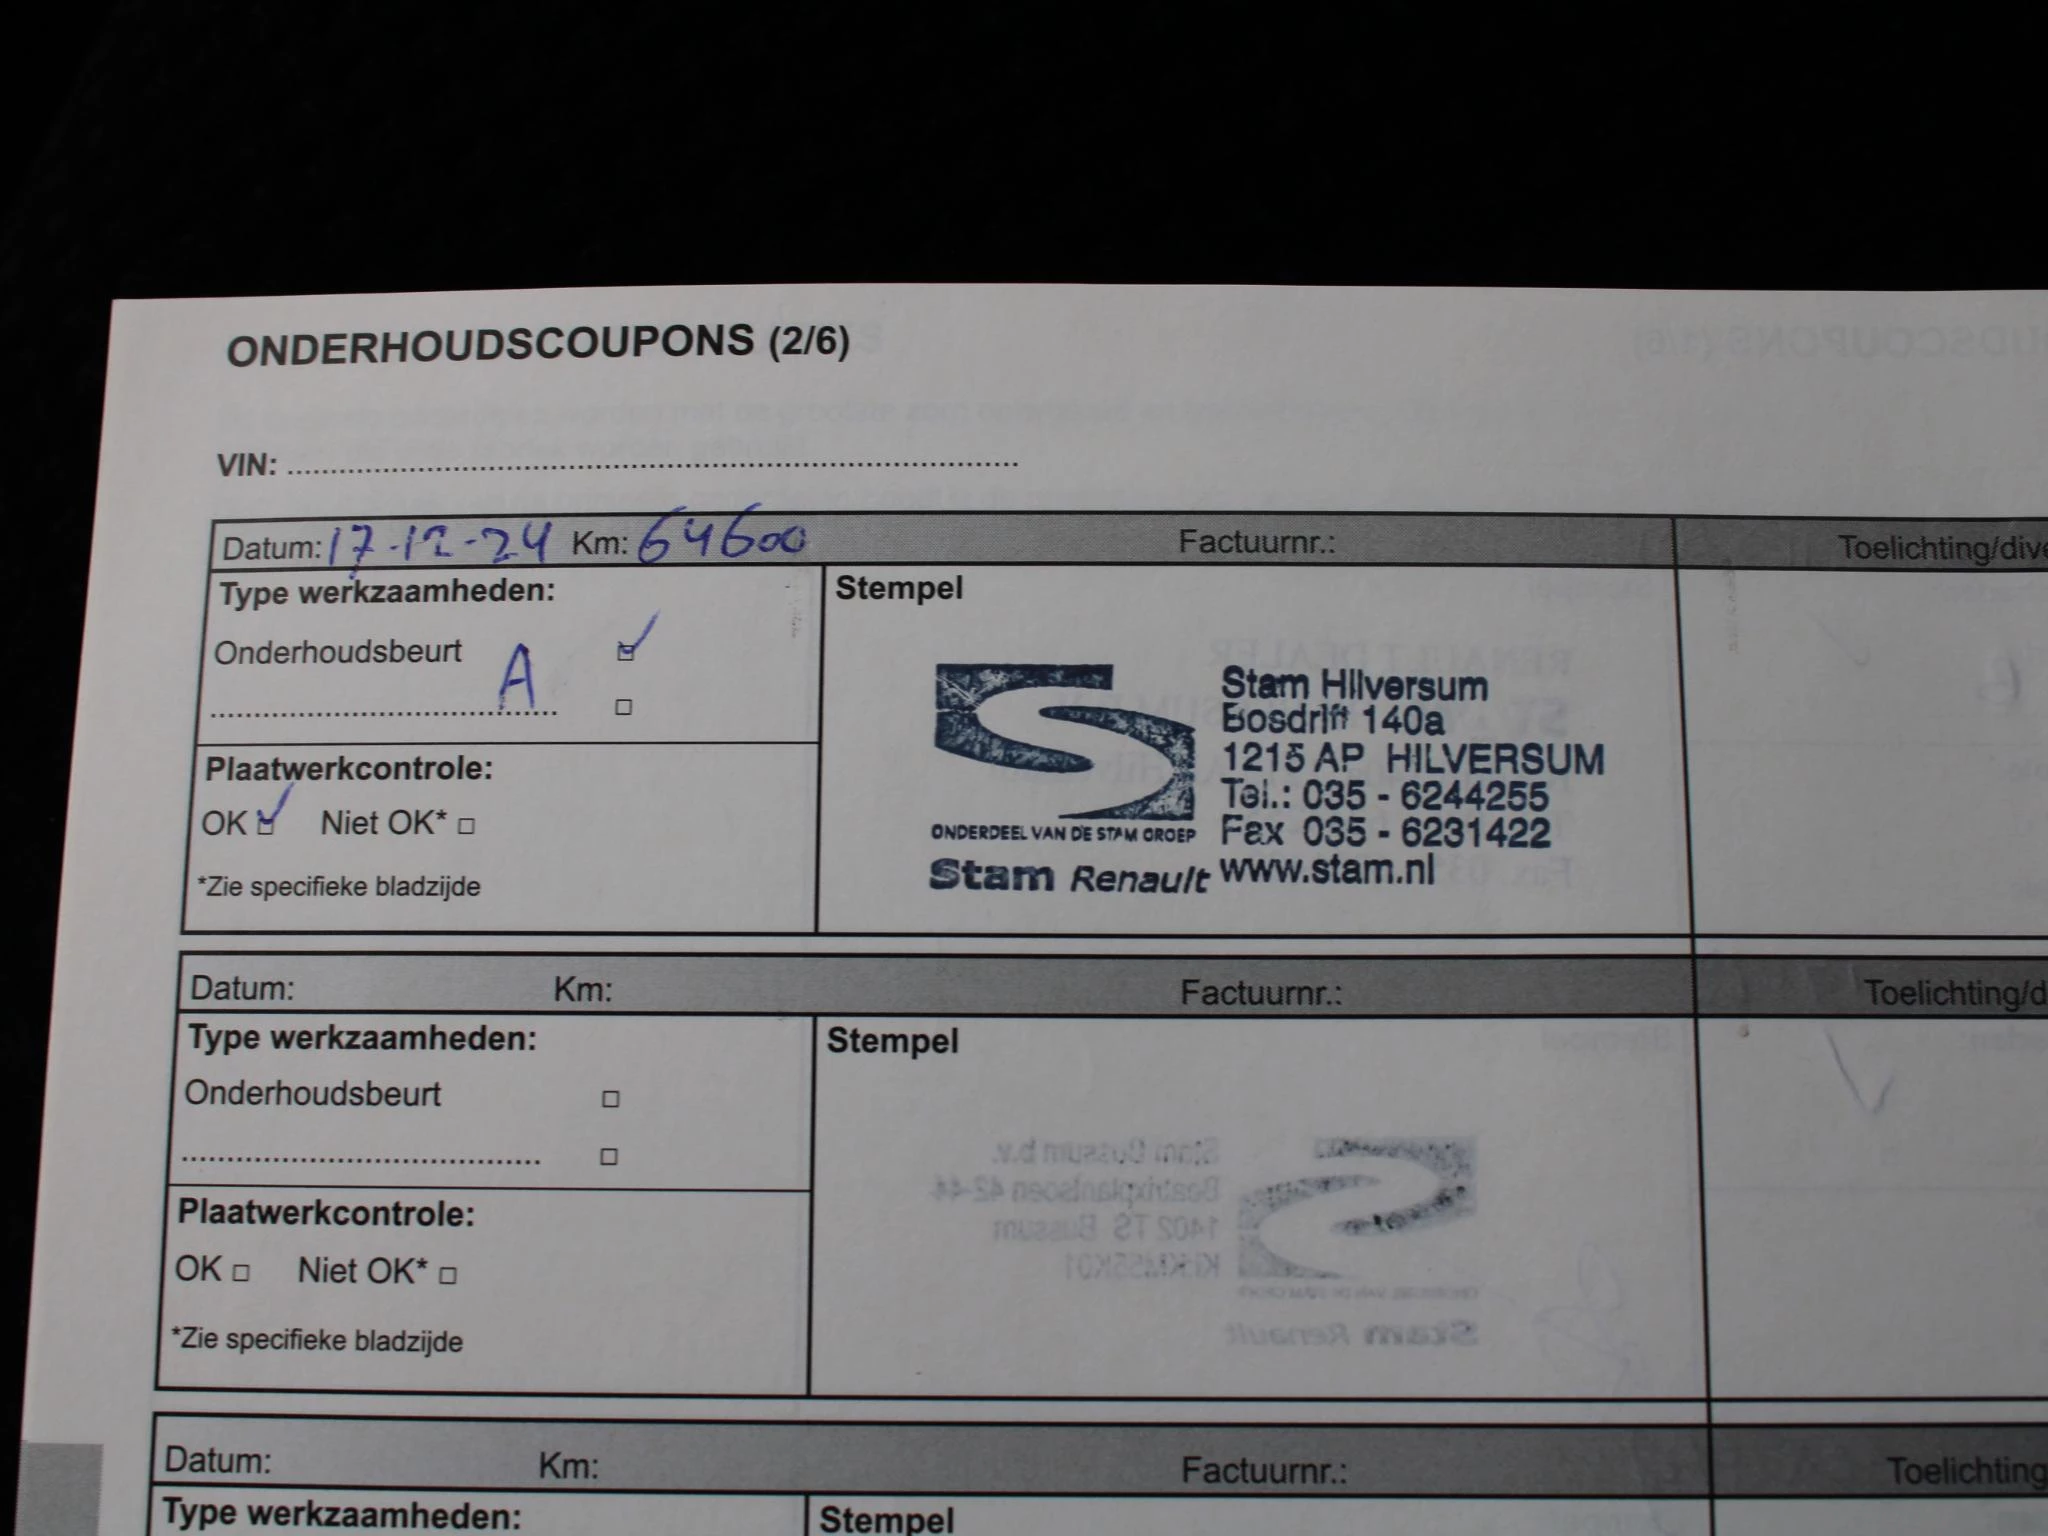 ONDERHOUDSCOUPONS (2/6)
VIN: ................................................................
Datum: 17-12-24 Km: 64600 Factuurnr.: Toelichting/dive
Type werkzaamheden:
Onderhoudsbeurt A
................................................
Plaatwerkcontrole:
OK Niet OK*
*Zie specifieke bladzijde
Stempel
Stam Hilversum
Bosdrift 140a
1215 AP HILVERSUM
Tel.: 035 - 6244255
Fax 035 - 6231422
www.stam.nl
ONDERDEEL VAN DE STAM GROEP
Stam Renault
Datum: Km: Factuurnr.: Toelichting/d
Type werkzaamheden:
Onderhoudsbeurt
................................................
Plaatwerkcontrole:
OK Niet OK*
*Zie specifieke bladzijde
Stempel
Datum: Km: Factuurnr.: Toelichting
Type werkzaamheden:
Stempel